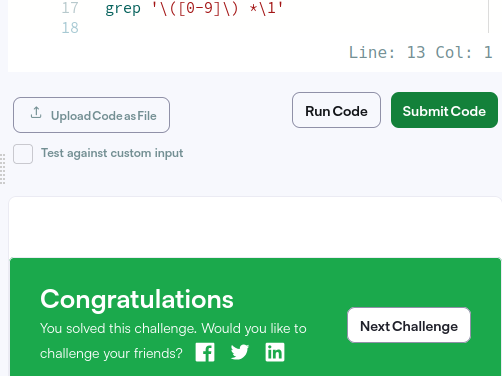 17 grep '\([0-9]\) *\1'
18
Line: 13 Col: 1
Upload Code as File
Run Code
Submit Code
Test against custom input
Congratulations
You solved this challenge. Would you like to
challenge your friends?
Next Challenge